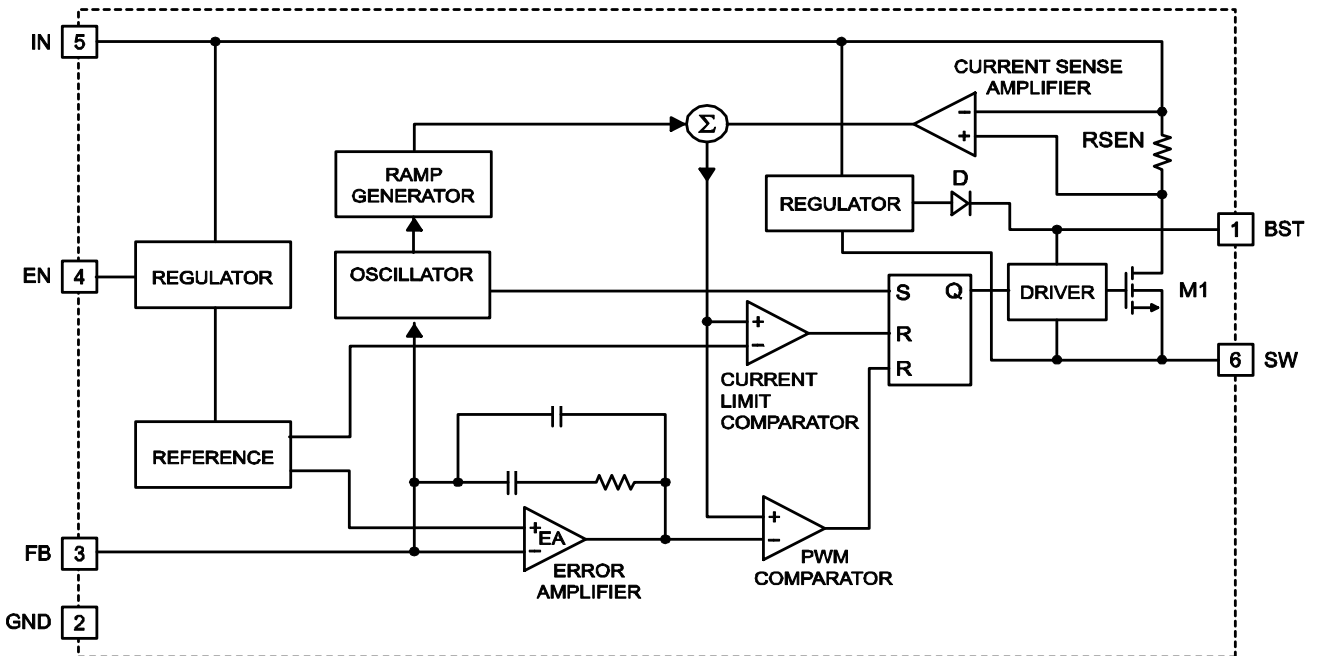 IN
5
CURRENT SENSE
AMPLIFIER
Σ
−
+
RSEN
RAMP
GENERATOR
D
REGULATOR
1
BST
EN
4
REGULATOR
OSCILLATOR
S
Q
DRIVER
M1
+
−
R
R
6
SW
CURRENT
LIMIT
COMPARATOR
REFERENCE
+
EA
−
+
−
FB
3
ERROR
AMPLIFIER
PWM
COMPARATOR
GND
2